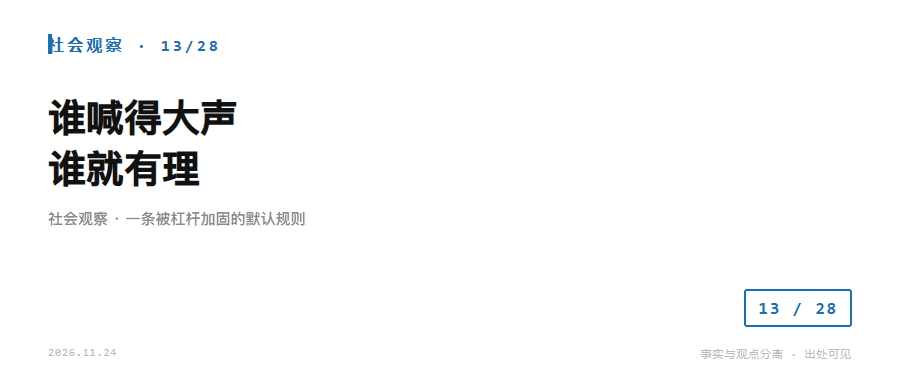 社会观察 · 13/28
谁喊得大声
谁就有理
社会观察 · 一条被杠杆加固的默认规则
13 / 28
2026.11.24
事实与观点分离 · 出处可见